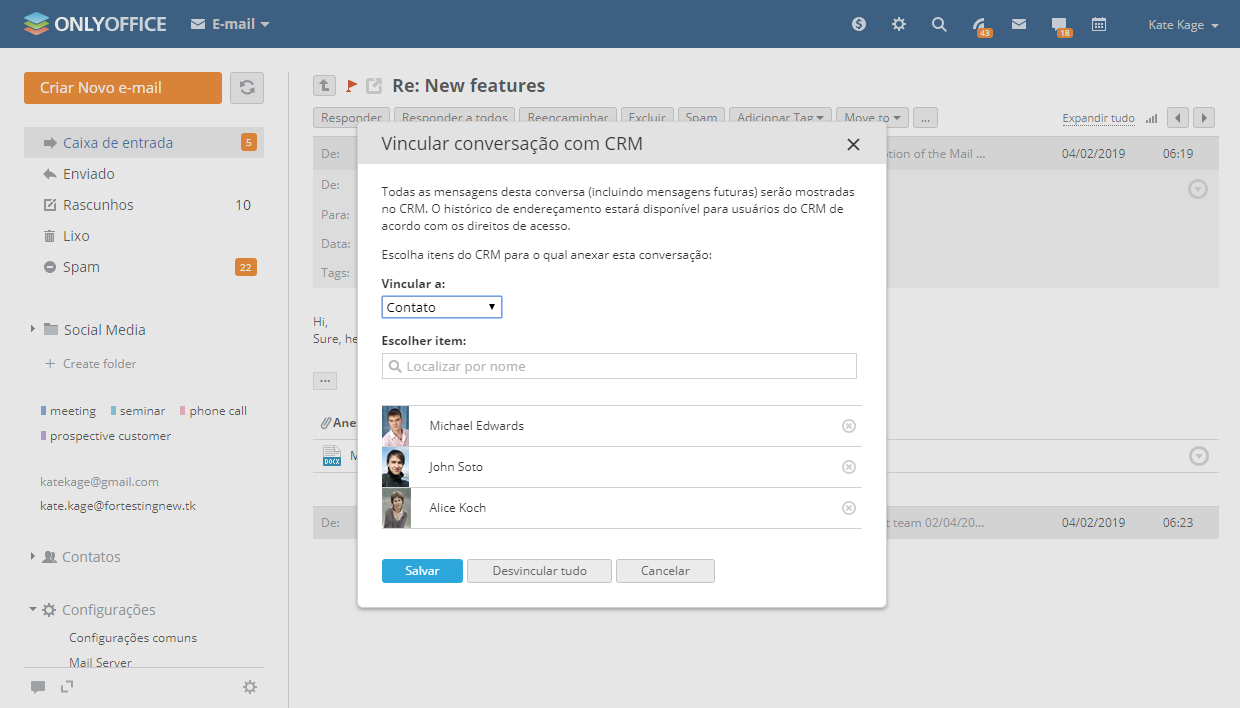 ONLYOFFICE E-mail 43 18 Kate Kage
Criar Novo e-mail
Caixa de entrada 5
Enviado
Rascunhos 10
Lixo
Spam 22
Social Media
Create folder
meeting seminar phone call
prospective customer
katekage@gmail.com
kate.kage@fortestingnew.tk
Contatos
Configurações
Configurações comuns
Mail Server
Re: New features
Responder Responder a todos Reencaminhar Excluir Spam Adicionar Tag Move to ... Expandir tudo
De: of the Mail ... 04/02/2019 06:19
De:
Para:
Data:
Tags:
Hi,
Sure,
...
DOCX
De: team 02/04/20... 04/02/2019 06:23
Vincular conversação com CRM
Todas as mensagens desta conversa (incluindo mensagens futuras) serão mostradas
no CRM. O histórico de endereçamento estará disponível para usuários do CRM de
acordo com os direitos de acesso.
Escolha itens do CRM para o qual anexar esta conversação:
Vincular a:
Contato
Escolher item:
Localizar por nome
Michael Edwards
John Soto
Alice Koch
Salvar Desvincular tudo Cancelar